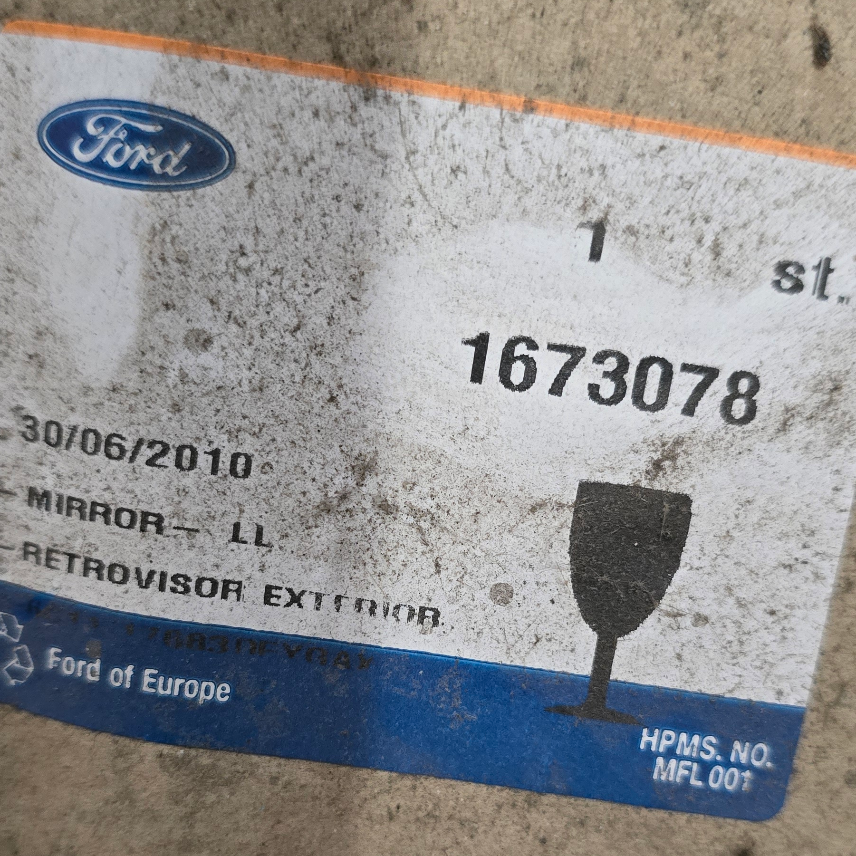 Ford
1 st.
1673078
30/06/2010
-MIRROR- LL
-RETROVISOR EXTERIOR
Ford of Europe
HPMS. NO.
MFL 001